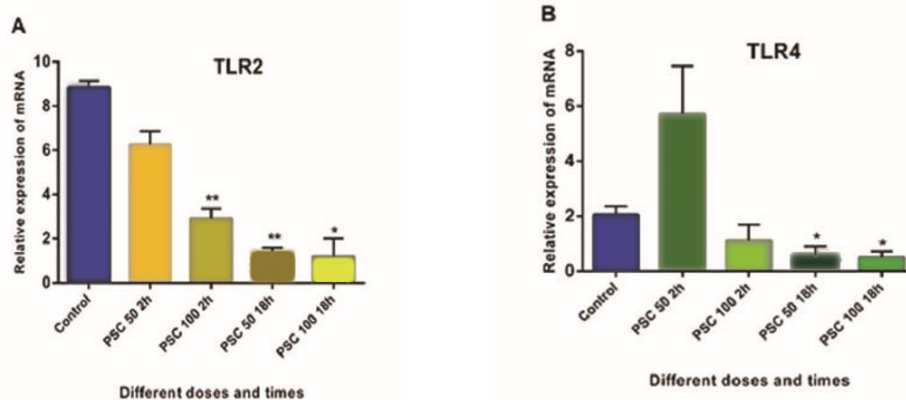 A
TLR2
Relative expression of mRNA
10
8
6
4
2
0
**
**
*
Control
PSC 50 2h
PSC 100 2h
PSC 50 18h
PSC 100 18h
Different doses and times
B
TLR4
Relative expression of mRNA
8
6
4
2
0
*
*
Control
PSC 50 2h
PSC 100 2h
PSC 50 18h
PSC 100 18h
Different doses and times